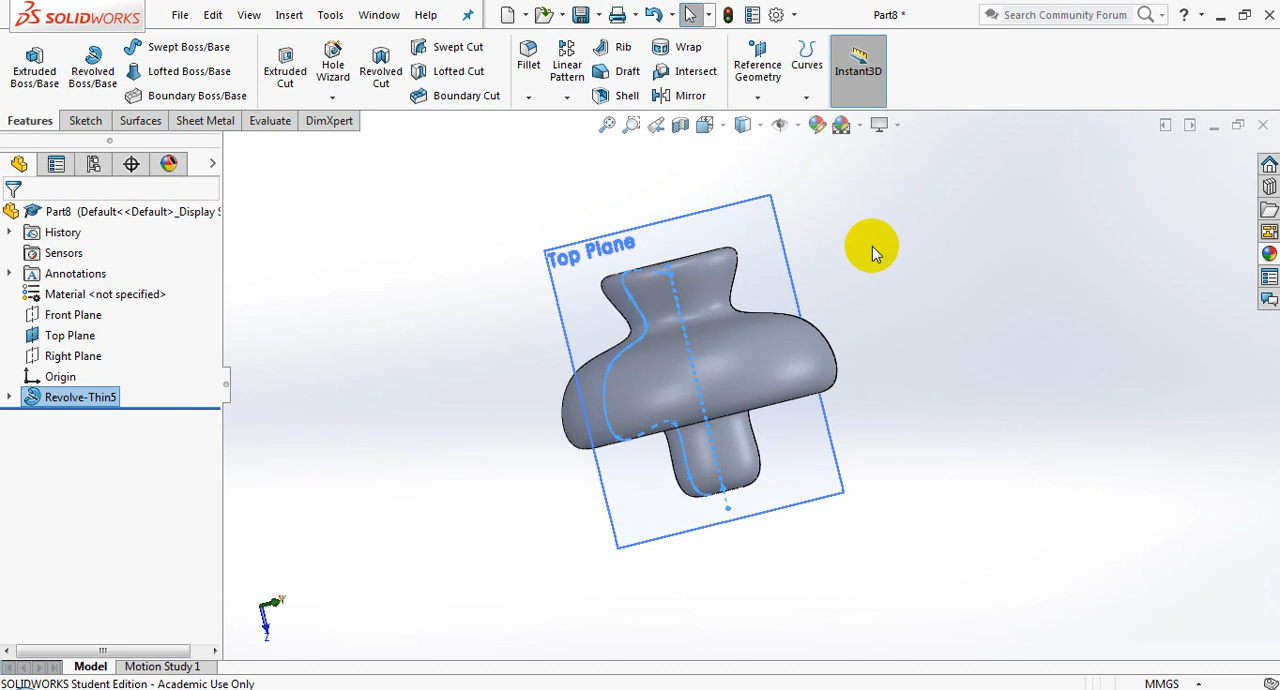 SOLIDWORKS
File Edit View Insert Tools Window Help
Part8 *
Search Community Forum
?
Extruded Boss/Base
Revolved Boss/Base
Swept Boss/Base
Lofted Boss/Base
Boundary Boss/Base
Extruded Cut
Hole Wizard
Revolved Cut
Swept Cut
Lofted Cut
Boundary Cut
Fillet
Linear Pattern
Rib
Draft
Shell
Wrap
Intersect
Mirror
Reference Geometry
Curves
Instant3D
Features Sketch Surfaces Sheet Metal Evaluate DimXpert
Part8 (Default<<Default>_Display S
History
Sensors
Annotations
Material <not specified>
Front Plane
Top Plane
Right Plane
Origin
Revolve-Thin5
Top Plane
Z
Model Motion Study 1
SOLIDWORKS Student Edition - Academic Use Only
MMGS